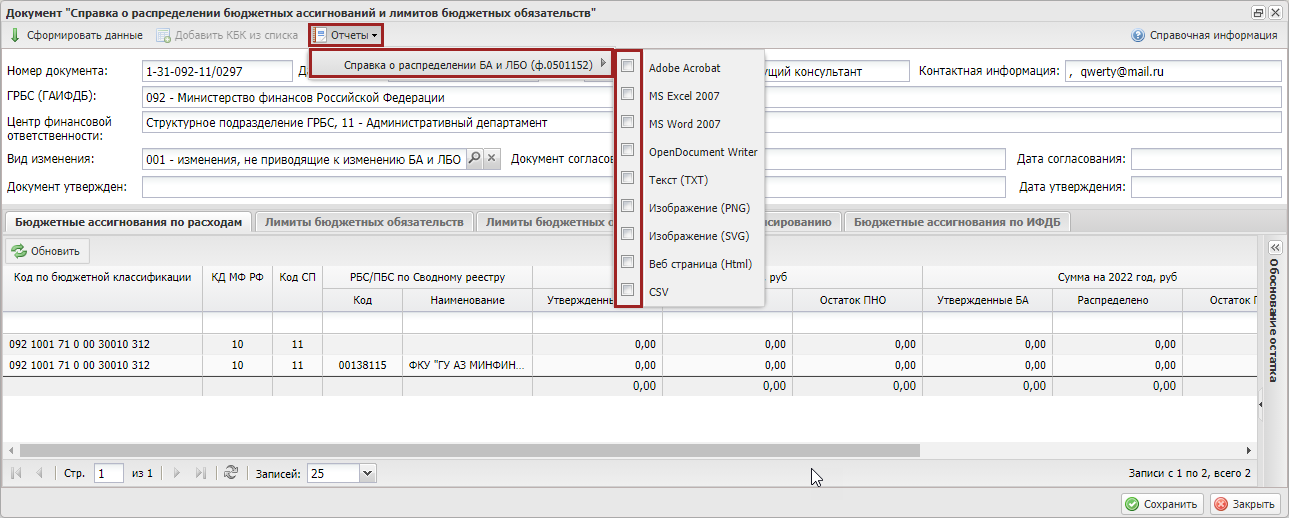 Документ "Справка о распределении бюджетных ассигнований и лимитов бюджетных обязательств"
Сформировать данные Добавить КБК из списка Отчеты Справочная информация
Справка о распределении БА и ЛБО (ф.0501152)
Adobe Acrobat
MS Excel 2007
MS Word 2007
OpenDocument Writer
Текст (TXT)
Изображение (PNG)
Изображение (SVG)
Веб страница (Html)
CSV
Номер документа: 1-31-092-11/0297 консультант Контактная информация: , qwerty@mail.ru
ГРБС (ГАИФДБ): 092 - Министерство финансов Российской Федерации
Центр финансовой
ответственности: Структурное подразделение ГРБС, 11 - Административный департамент
Вид изменения: 001 - изменения, не приводящие к изменению БА и ЛБО Документ Дата согласования:
Документ утвержден: Дата утверждения:
Бюджетные ассигнования по расходам Лимиты бюджетных обязательств Лимиты бюджетных Бюджетные ассигнования по ИФДБ
Обновить
Код по бюджетной классификации КД МФ РФ Код СП РБС/ПБС по Сводному реестру руб Сумма на 2022 год, руб
Код Наименование Остаток ПНО Утвержденные БА Распределено Остаток
092 1001 71 0 00 30010 312 10 11 0,00 0,00 0,00 0,00 0,00
092 1001 71 0 00 30010 312 10 11 00138115 ФКУ "ГУ АЗ МИНФИН... 0,00 0,00 0,00 0,00 0,00
0,00 0,00 0,00 0,00 0,00
Обоснование остатка
Стр. 1 из 1 Записей: 25 Записи с 1 по 2, всего 2
Сохранить Закрыть